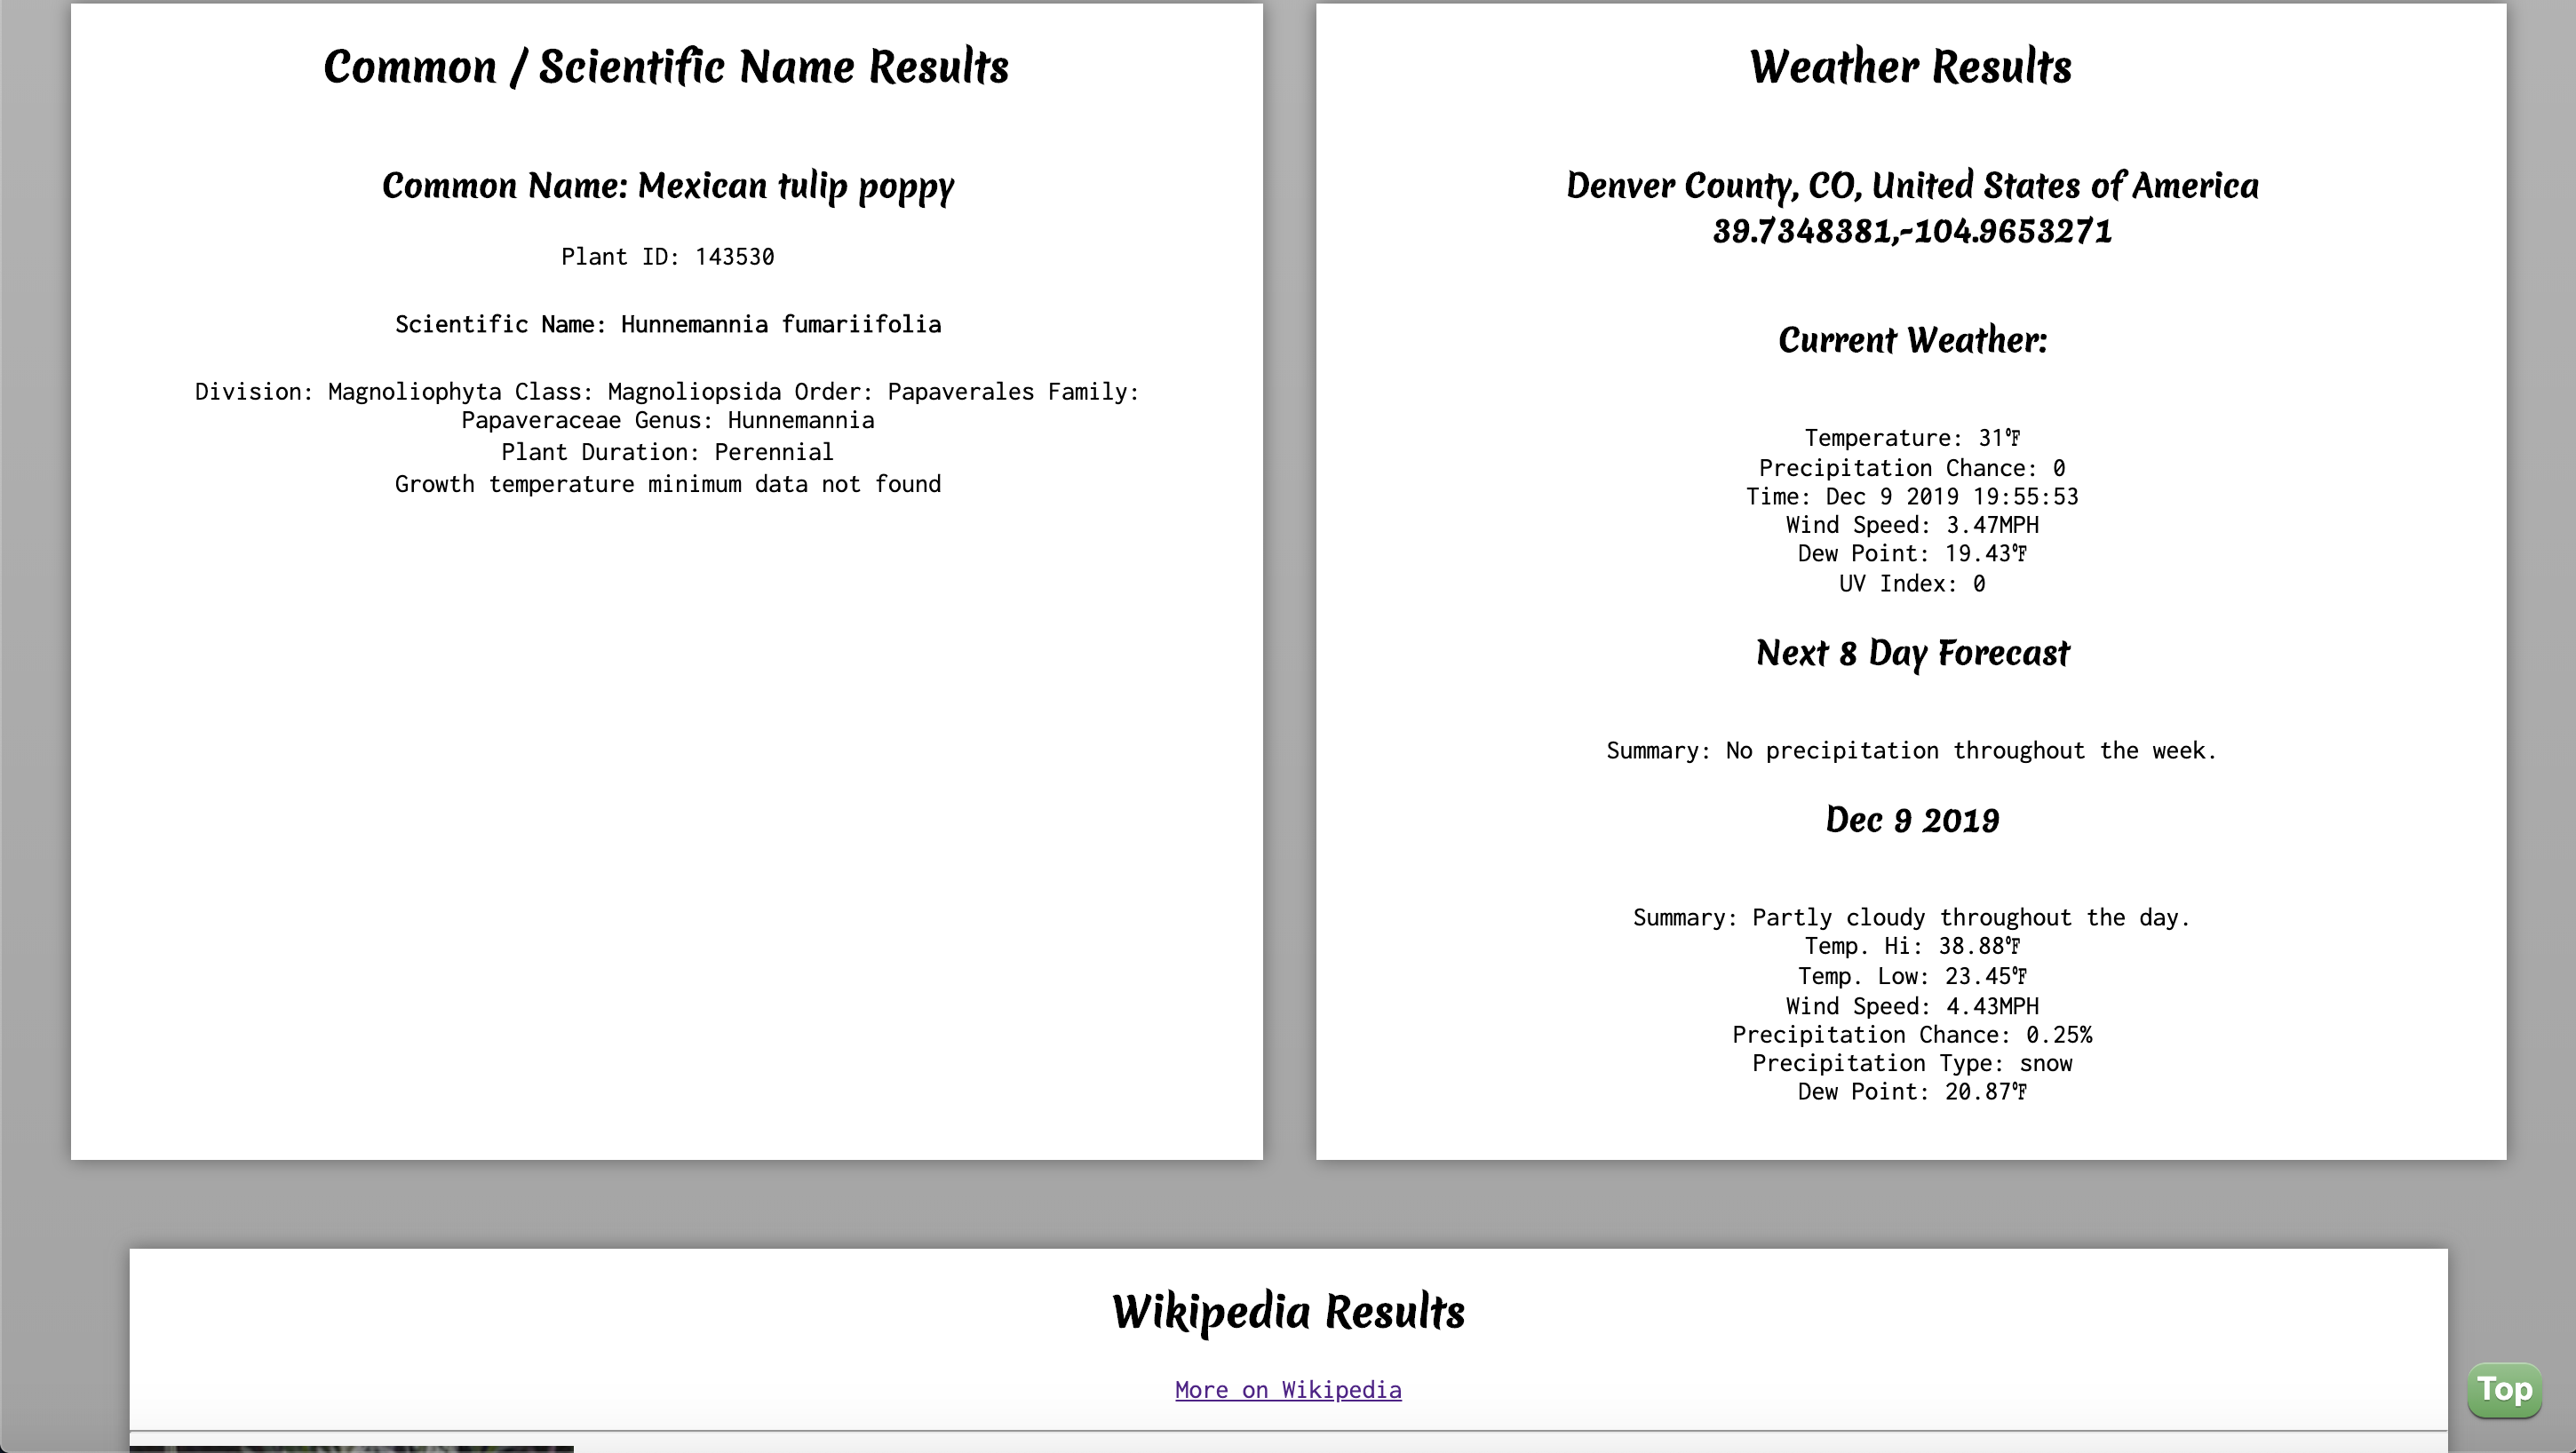 Common / Scientific Name Results
Common Name: Mexican tulip poppy
Plant ID: 143530
Scientific Name: Hunnemannia fumariifolia
Division: Magnoliophyta Class: Magnoliopsida Order: Papaverales Family:
Papaveraceae Genus: Hunnemannia
Plant Duration: Perennial
Growth temperature minimum data not found
Weather Results
Denver County, CO, United States of America
39.7348381,-104.9653271
Current Weather:
Temperature: 31°F
Precipitation Chance: 0
Time: Dec 9 2019 19:55:53
Wind Speed: 3.47MPH
Dew Point: 19.43°F
UV Index: 0
Next 8 Day Forecast
Summary: No precipitation throughout the week.
Dec 9 2019
Summary: Partly cloudy throughout the day.
Temp. Hi: 38.88°F
Temp. Low: 23.45°F
Wind Speed: 4.43MPH
Precipitation Chance: 0.25%
Precipitation Type: snow
Dew Point: 20.87°F
Wikipedia Results
More on Wikipedia
Top